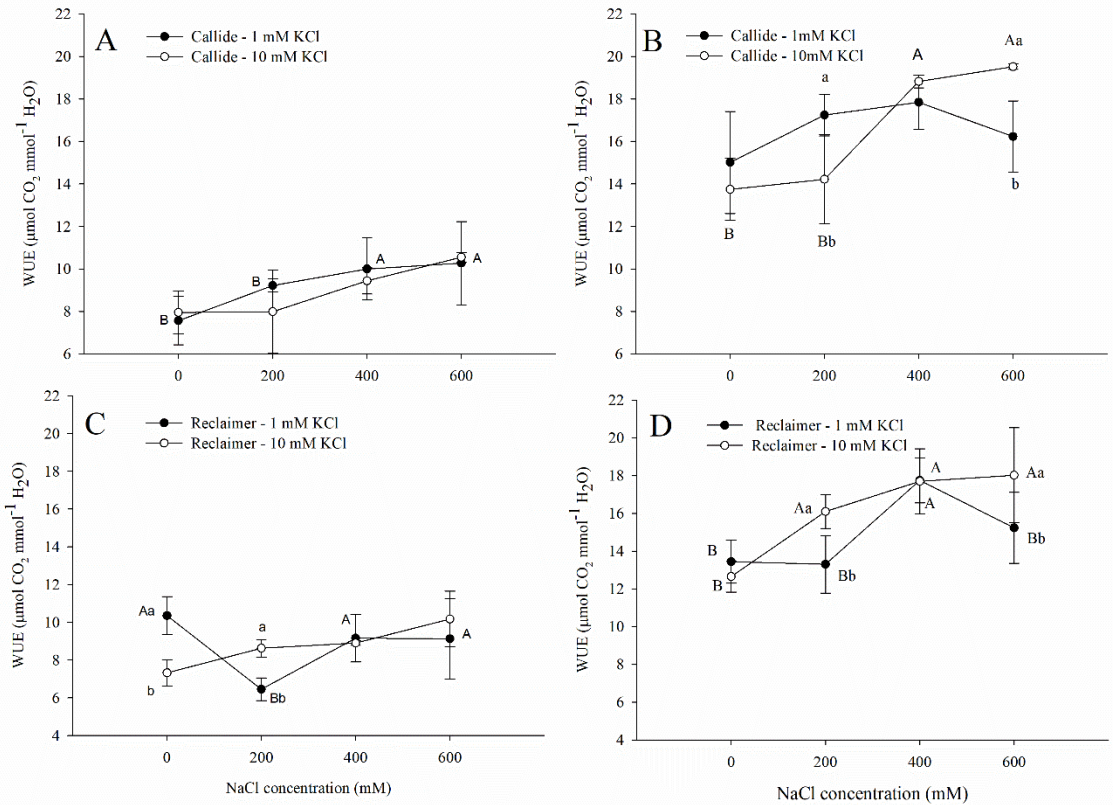 A
Callide - 1 mM KCl
Callide - 10 mM KCl
WUE (µmol CO₂ mmol⁻¹ H₂O)
22
20
18
16
14
12
10
8
6
B
B
A
A
0
200
400
600
B
Callide - 1mM KCl
Callide - 10mM KCl
WUE (µmol CO₂ mmol⁻¹ H₂O)
22
20
18
16
14
12
10
8
6
a
A
Aa
B
Bb
b
0
200
400
600
C
Reclaimer - 1 mM KCl
Reclaimer - 10 mM KCl
WUE (µmol CO₂ mmol⁻¹ H₂O)
22
20
18
16
14
12
10
8
6
4
Aa
b
a
Bb
A
A
0
200
400
600
NaCl concentration (mM)
D
Reclaimer - 1 mM KCl
Reclaimer - 10 mM KCl
WUE (µmol CO₂ mmol⁻¹ H₂O)
22
20
18
16
14
12
10
8
6
4
B
B
Aa
Bb
A
A
Aa
Bb
0
200
400
600
NaCl concentration (mM)